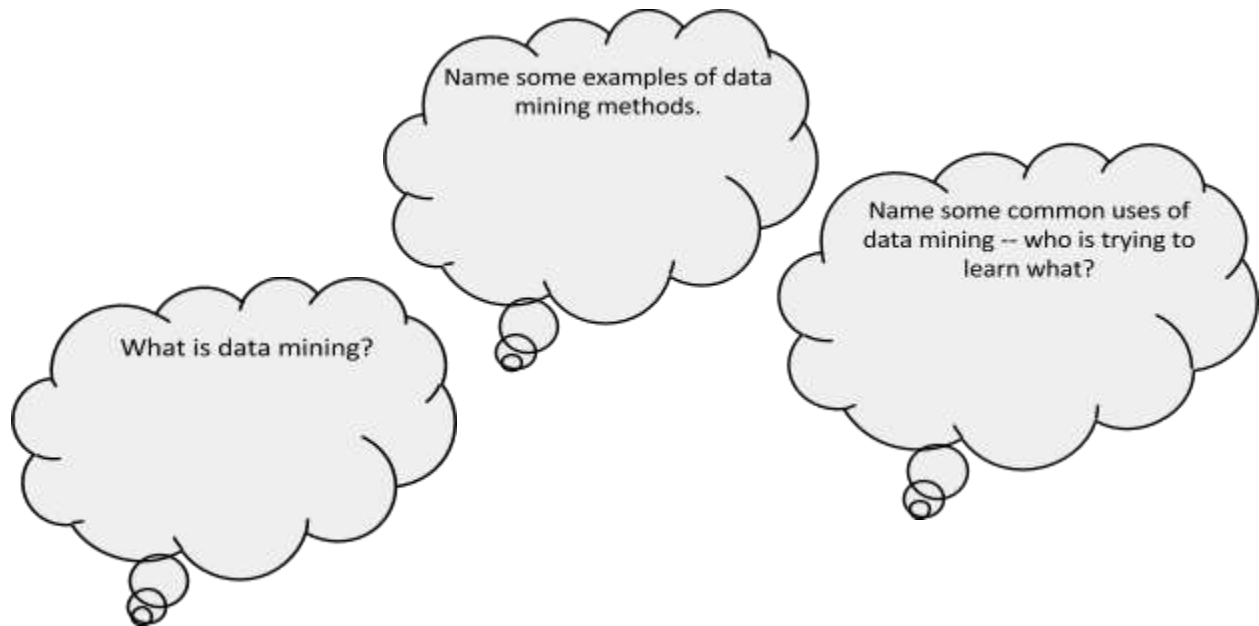 What is data mining?
Name some examples of data
mining methods.
Name some common uses of
data mining -- who is trying to
learn what?